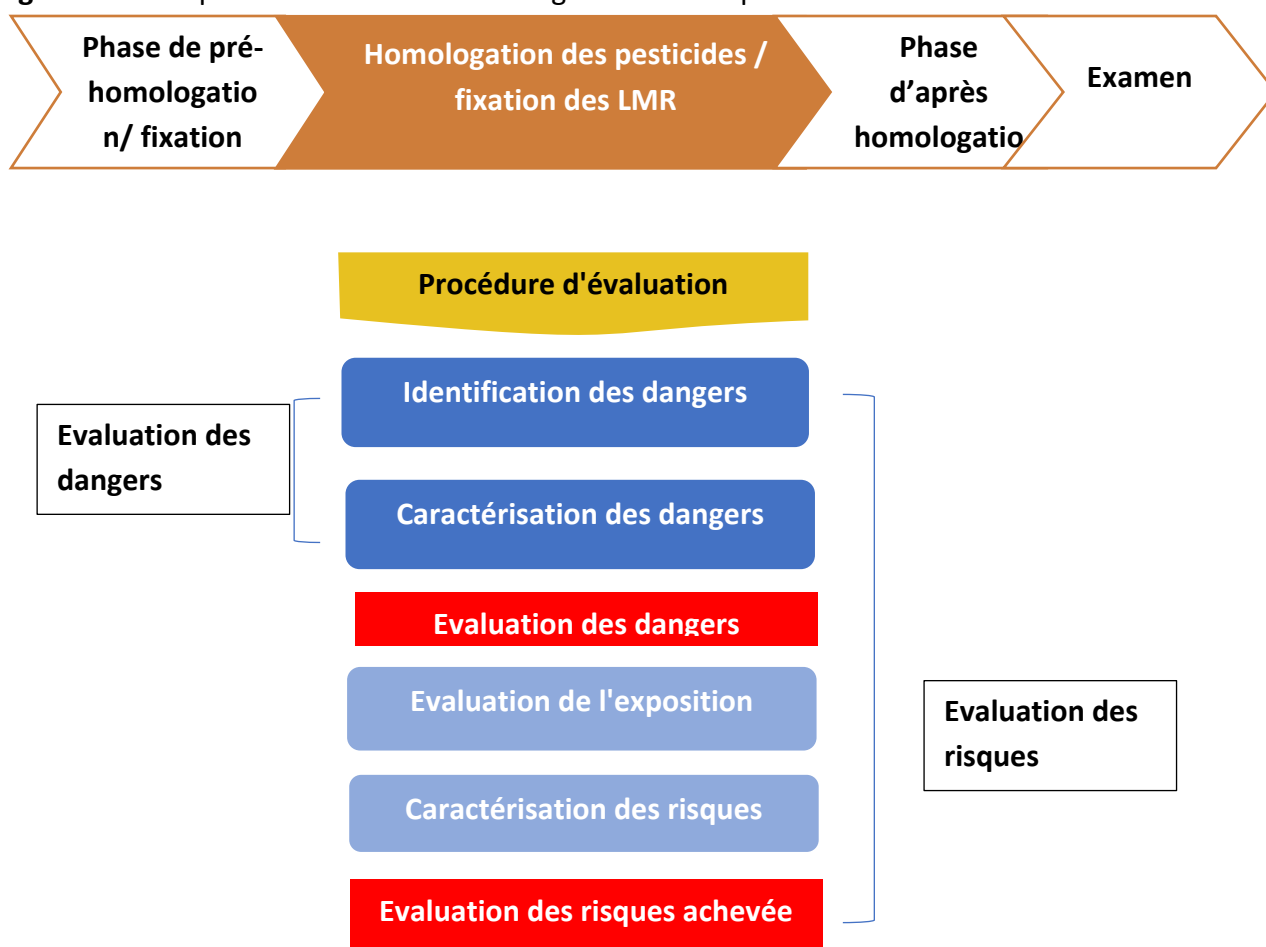 Phase de pré-
homologatio
n/ fixation
Homologation des pesticides /
fixation des LMR
Phase
d’après
homologatio
Examen
Procédure d'évaluation
Identification des dangers
Evaluation des
dangers
Caractérisation des dangers
Evaluation des dangers
Evaluation de l'exposition
Evaluation des
risques
Caractérisation des risques
Evaluation des risques achevée